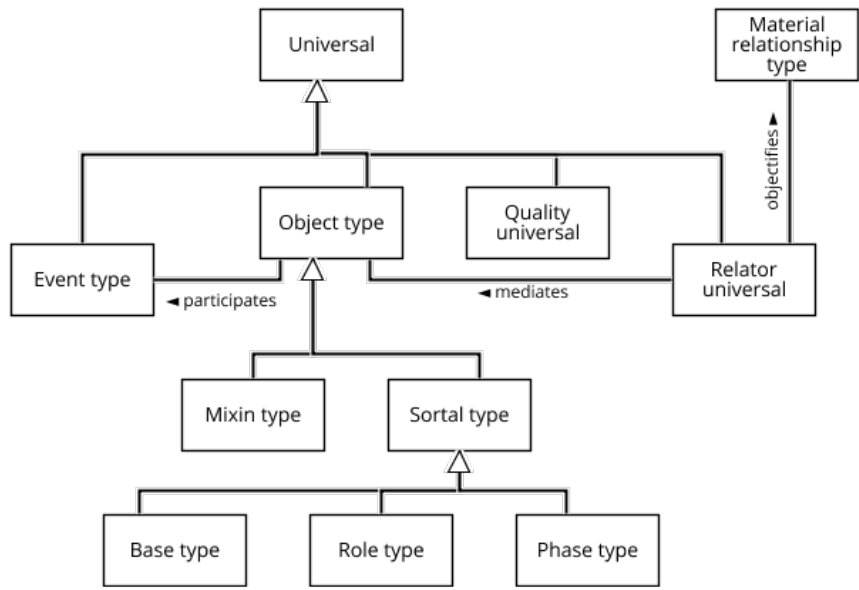 Universal
Material
relationship
type
◄ objectifies
Object type
Quality
universal
Event type
Relator
universal
◄ participates
◄ mediates
Mixin type
Sortal type
Base type
Role type
Phase type